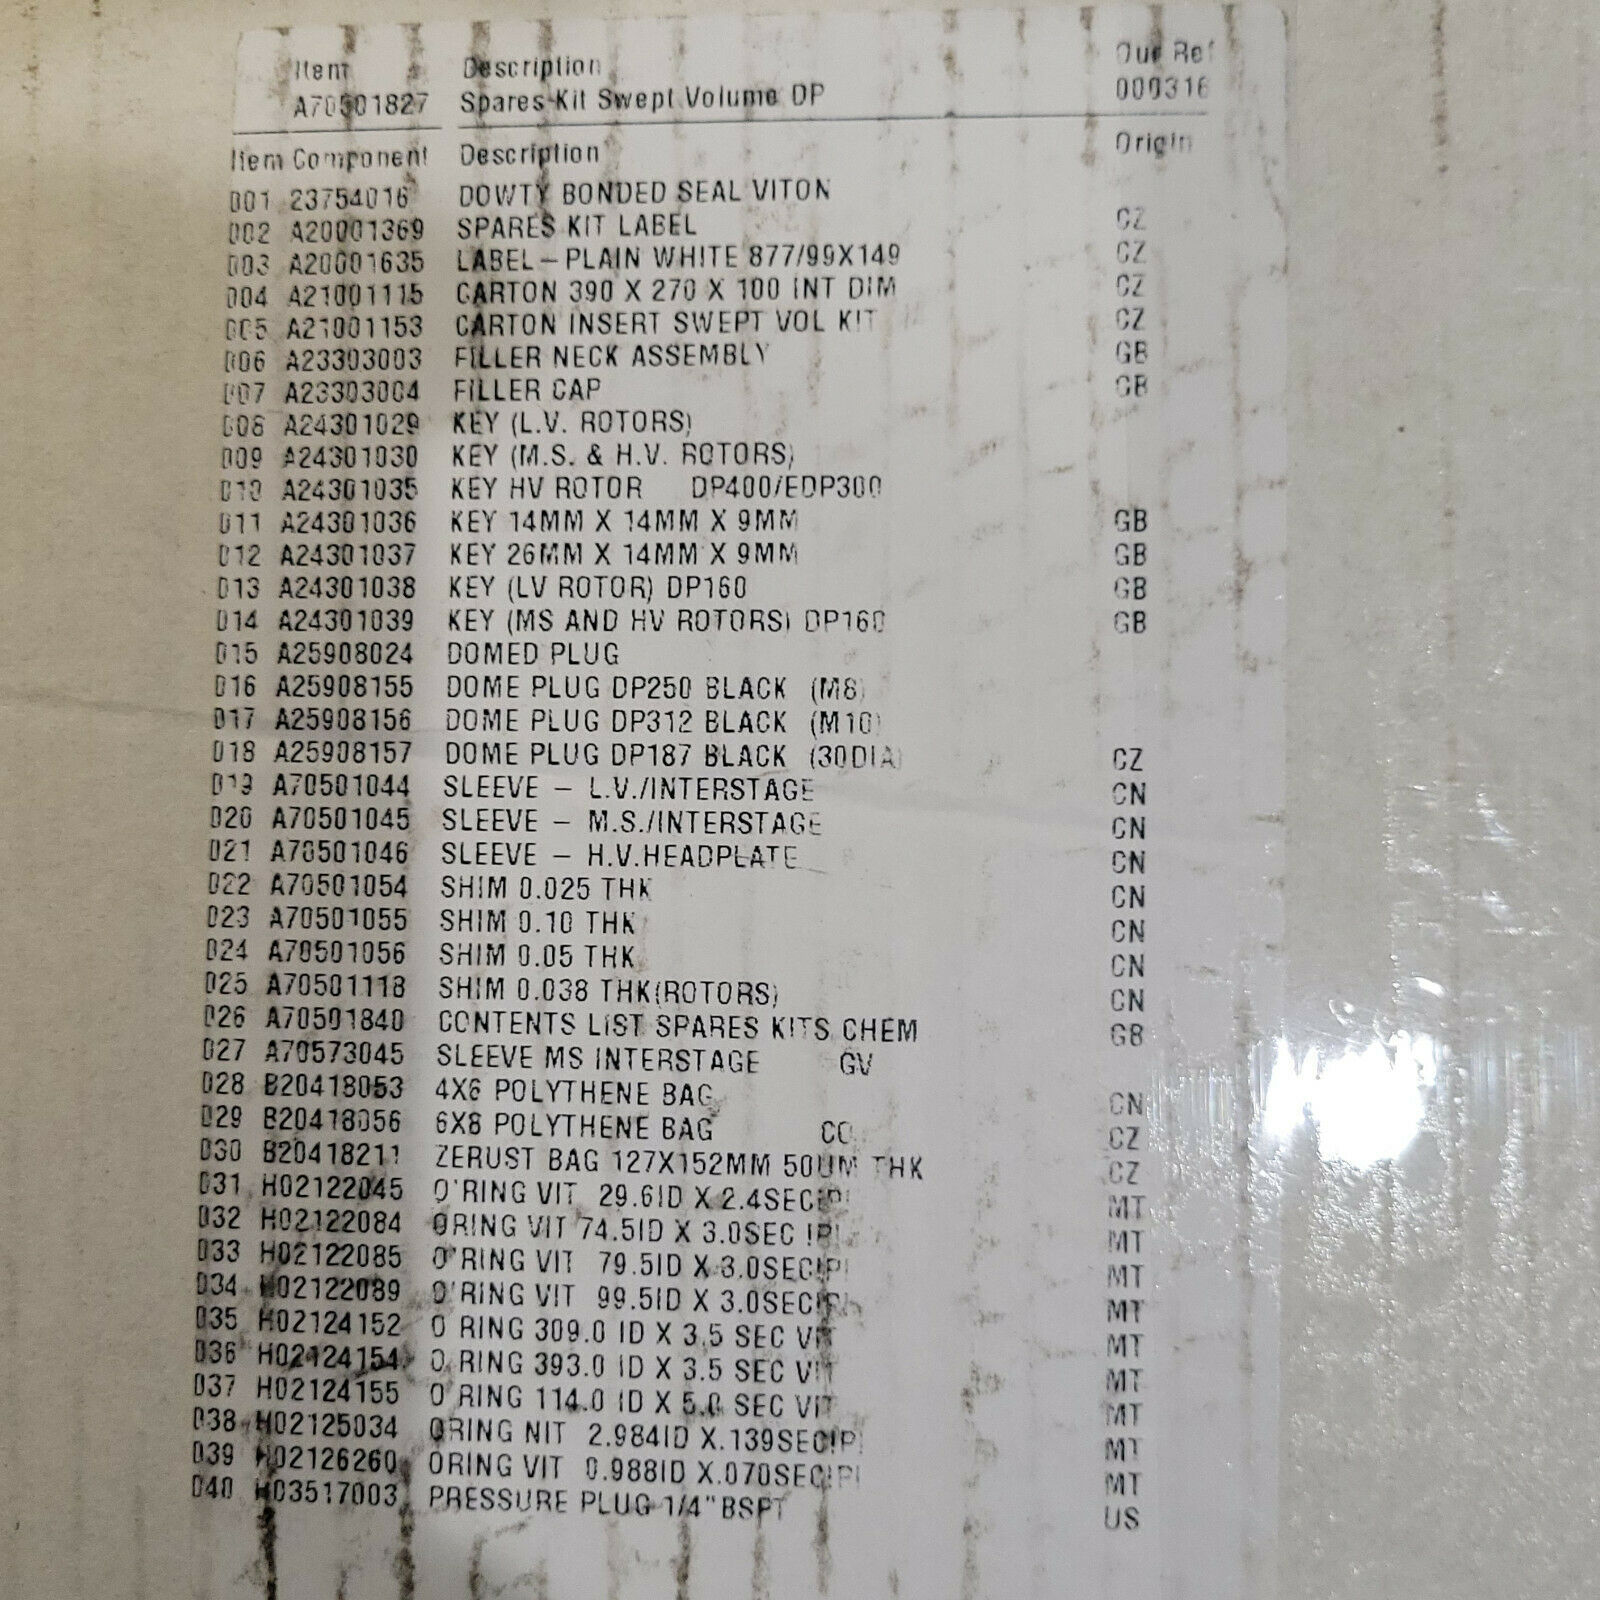 Item Description Our Ref
A70501827 Spares Kit Swept Volume DP 000316
Item Component Description Origin
001 23754016 DOWTY BONDED SEAL VITON
002 A20001369 SPARES KIT LABEL CZ
003 A20001635 LABEL – PLAIN WHITE 877/99X149 CZ
004 A21001115 CARTON 390 X 270 X 100 INT DIM CZ
005 A21001153 CARTON INSERT SWEPT VOL KIT CZ
006 A23303003 FILLER NECK ASSEMBLY GB
007 A23303004 FILLER CAP GB
008 A24301029 KEY (L.V. ROTORS)
009 A24301030 KEY (M.S. & H.V. ROTORS)
010 A24301035 KEY HV ROTOR DP400/EDP300
011 A24301036 KEY 14MM X 14MM X 9MM GB
012 A24301037 KEY 26MM X 14MM X 9MM GB
013 A24301038 KEY (LV ROTOR) DP160 GB
014 A24301039 KEY (MS AND HV ROTORS) DP160 GB
015 A25908024 DOMED PLUG
016 A25908155 DOME PLUG DP250 BLACK (M8)
017 A25908156 DOME PLUG DP312 BLACK (M10)
018 A25908157 DOME PLUG DP187 BLACK (30DIA) CZ
019 A70501044 SLEEVE – L.V./INTERSTAGE CN
020 A70501045 SLEEVE – M.S./INTERSTAGE CN
021 A70501046 SLEEVE – H.V.HEADPLATE CN
022 A70501054 SHIM 0.025 THK CN
023 A70501055 SHIM 0.10 THK CN
024 A70501056 SHIM 0.05 THK CN
025 A70501118 SHIM 0.038 THK(ROTORS) CN
026 A70501840 CONTENTS LIST SPARES KITS CHEM GB
027 A70573045 SLEEVE MS INTERSTAGE GV
028 B20418053 4X6 POLYTHENE BAG CN
029 B20418056 6X8 POLYTHENE BAG CO. CZ
030 B20418211 ZERUST BAG 127X152MM 50UM THK CZ
031 H02122045 O'RING VIT 29.6ID X 2.4SEC MT
032 H02122084 ORING VIT 74.5ID X 3.0SEC MT
033 H02122085 O'RING VIT 79.5ID X 3.0SEC MT
034 H02122089 O'RING VIT 99.5ID X 3.0SEC MT
035 H02124152 O RING 309.0 ID X 3.5 SEC VIT MT
036 H02124154 O RING 393.0 ID X 3.5 SEC VIT MT
037 H02124155 O RING 114.0 ID X 5.0 SEC VIT MT
038 H02125034 ORING NIT 2.984ID X.139SEC MT
039 H02126260 ORING VIT 0.988ID X.070SEC MT
040 H03517003 PRESSURE PLUG 1/4"BSPT US